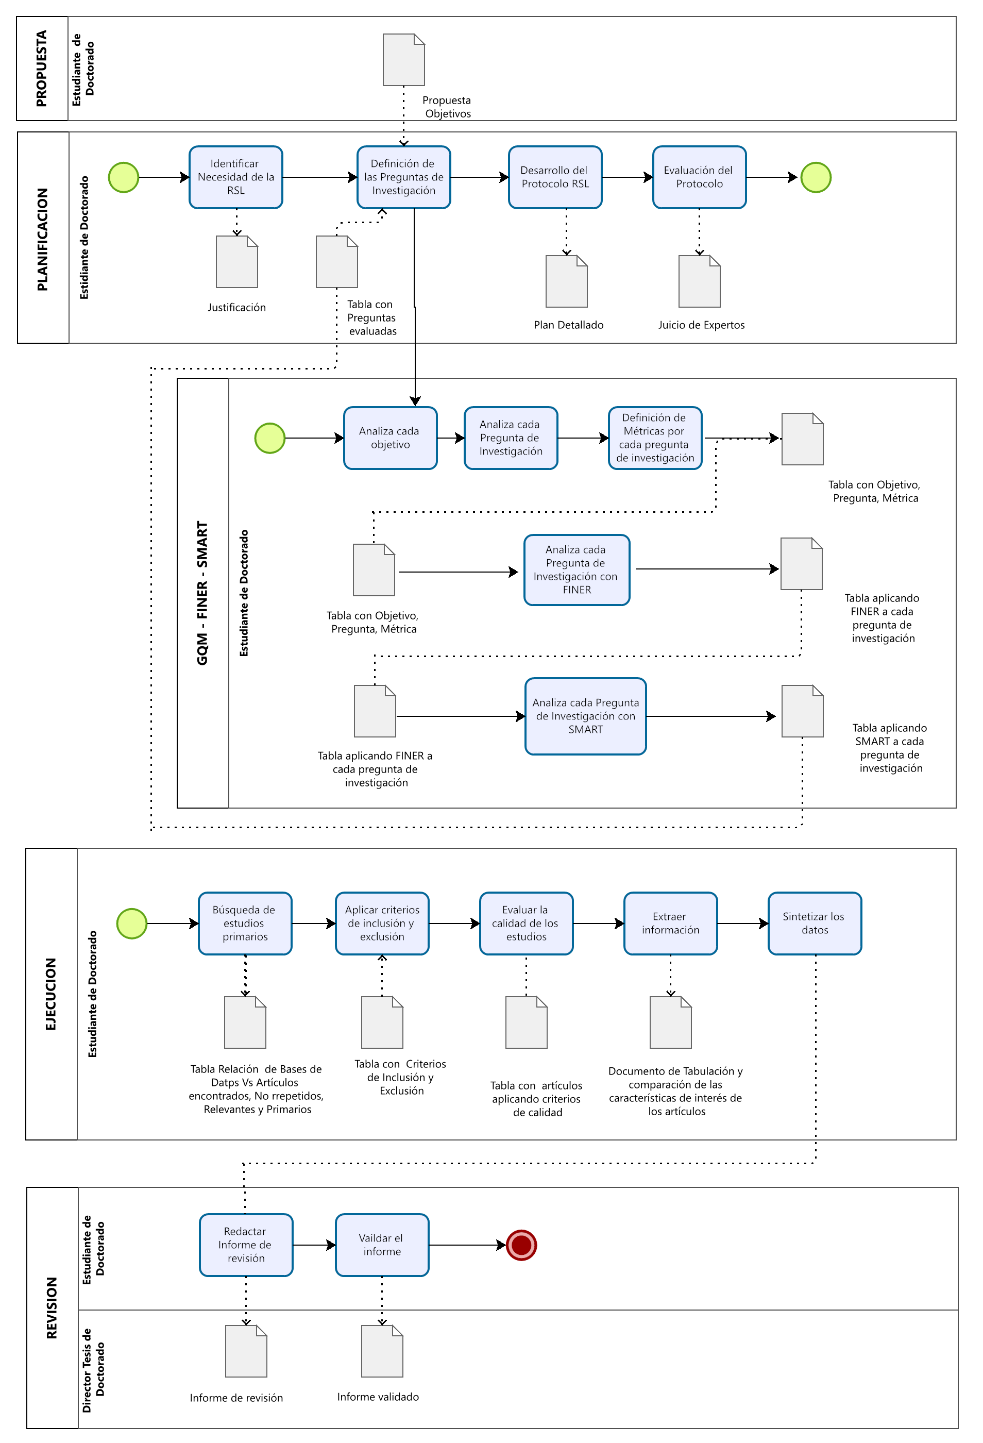 PROPUESTA
Estudiante de
Doctorado
Propuesta
Objetivos
PLANIFICACION
Estidiante de Doctorado
Identificar
Necesidad de la
RSL
Definición de
las Preguntas de
Investigación
Desarrollo del
Protocolo RSL
Evaluación del
Protocolo
Justificación
Tabla con
Preguntas
evaluadas
Plan Detallado
Juicio de Expertos
GQM - FINER - SMART
Estudiante de Doctorado
Analiza cada
objetivo
Analiza cada
Pregunta de
Investigación
Definición de
Métricas por
cada pregunta
de investigación
Tabla con Objetivo,
Pregunta, Métrica
Tabla con Objetivo,
Pregunta, Métrica
Analiza cada
Pregunta de
Investigación con
FINER
Tabla aplicando
FINER a cada
pregunta de
investigación
Tabla aplicando FINER a
cada pregunta de
investigación
Analiza cada Pregunta
de Investigación con
SMART
Tabla aplicando
SMART a cada
pregunta de
investigación
EJECUCION
Estudiante de Doctorado
Búsqueda de
estudios
primarios
Aplicar criterios
de inclusión y
exclusión
Evaluar la
calidad de los
estudios
Extraer
información
Sintetizar los
datos
Tabla Relación de Bases de
Datps Vs Artículos
encontrados, No rrepetidos,
Relevantes y Primarios
Tabla con Criterios
de Inclusión y
Exclusión
Tabla con artículos
aplicando criterios
de calidad
Documento de Tabulación y
comparación de las
características de interés de
los artículos
REVISION
Estudiante de
Doctorado
Redactar
Informe de
revisión
Vaildar el
informe
Director Tesis de
Doctorado
Informe de revisión
Informe validado